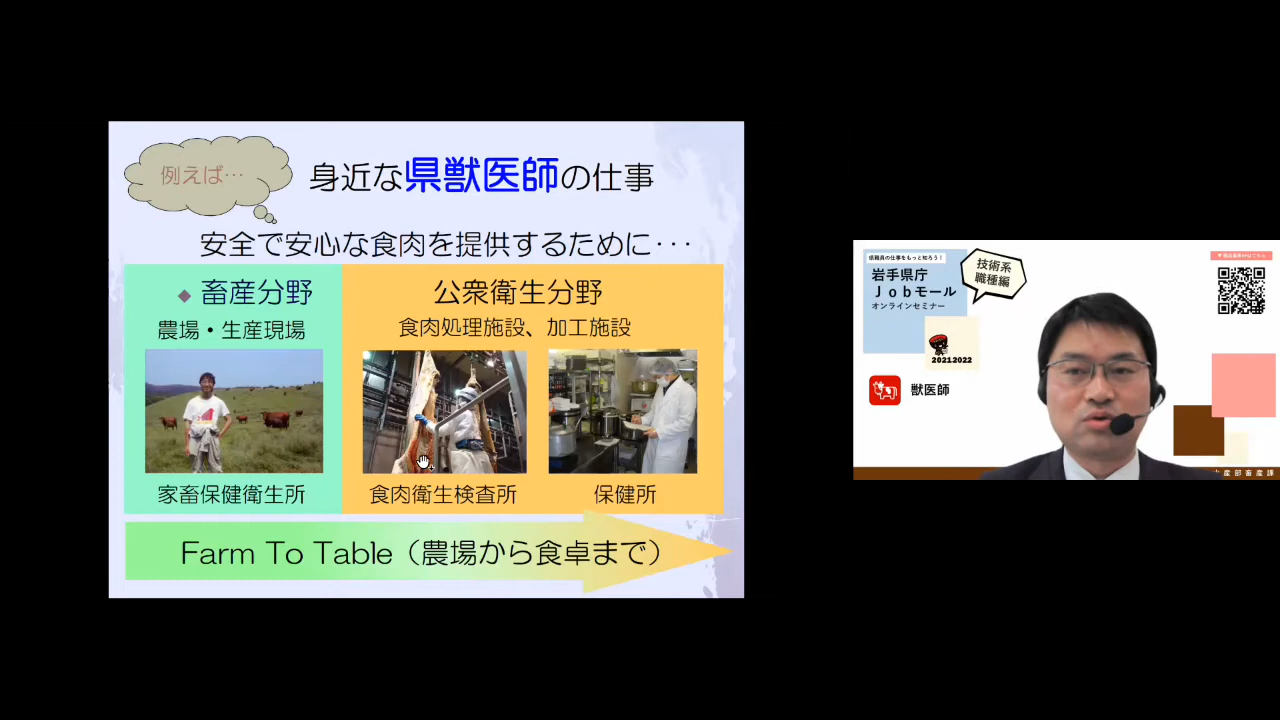 例えば…
身近な県獣医師の仕事
安全で安心な食肉を提供するために･･･
◆ 畜産分野
農場・生産現場
家畜保健衛生所
公衆衛生分野
食肉処理施設、加工施設
食肉衛生検査所
保健所
Farm To Table（農場から食卓まで）
県職員の仕事をもっと知ろう！
岩手県庁
Ｊｏｂモール
オンラインセミナー
技術系
職種編
20212022
獣医師
産部畜産課